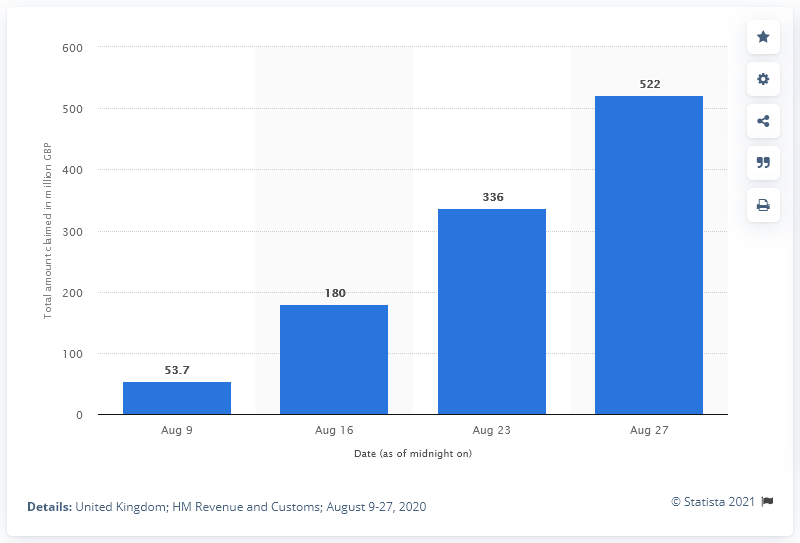 600
522
500
400
336
300
200
180
100
53.7
0
Total amount claimed in million GBP
Aug 9
Aug 16
Aug 23
Aug 27
Date (as of midnight on)
Details: United Kingdom; HM Revenue and Customs; August 9-27, 2020
© Statista 2021